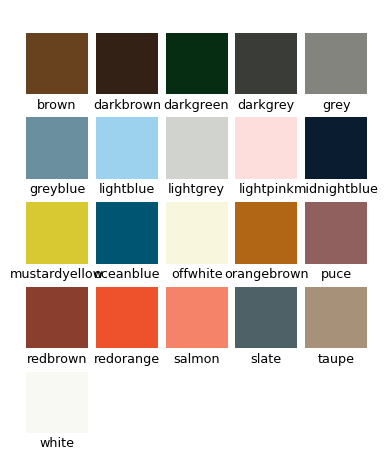 brown darkbrown darkgreen darkgrey grey
greyblue lightblue lightgrey lightpink midnightblue
mustardyellow oceanblue offwhite orangebrown puce
redbrown redorange salmon slate taupe
white